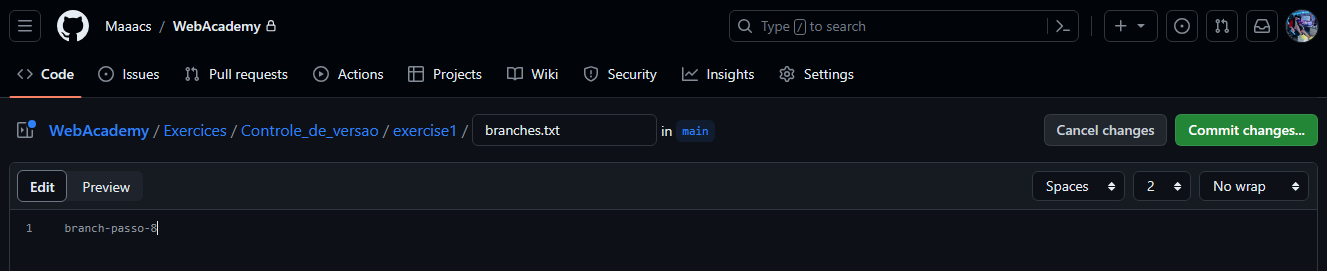 Maaacs / WebAcademy
Type / to search
Code Issues Pull requests Actions Projects Wiki Security Insights Settings
WebAcademy / Exercices / Controle_de_versao / exercise1 / branches.txt in main
Cancel changes Commit changes...
Edit Preview Spaces 2 No wrap
1 branch-passo-8